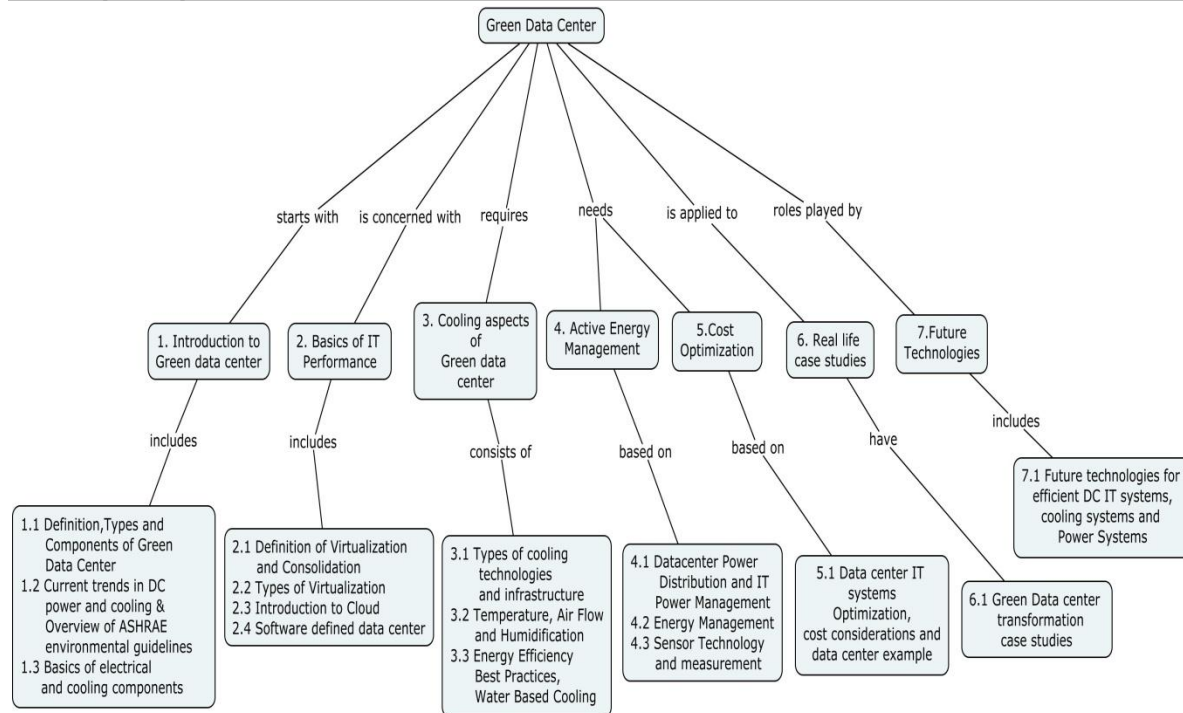 Green Data Center
starts with
is concerned with
requires
needs
is applied to
roles played by
1. Introduction to
Green data center
2. Basics of IT
Performance
3. Cooling aspects
of
Green data
center
4. Active Energy
Management
5.Cost
Optimization
6. Real life
case studies
7.Future
Technologies
includes
includes
consists of
based on
based on
have
includes
1.1 Definition,Types and
Components of Green
Data Center
1.2 Current trends in DC
power and cooling &
Overview of ASHRAE
environmental guidelines
1.3 Basics of electrical
and cooling components
2.1 Definition of Virtualization
and Consolidation
2.2 Types of Virtualization
2.3 Introduction to Cloud
2.4 Software defined data center
3.1 Types of cooling
technologies
and infrastructure
3.2 Temperature, Air Flow
and Humidification
3.3 Energy Efficiency
Best Practices,
Water Based Cooling
4.1 Datacenter Power
Distribution and IT
Power Management
4.2 Energy Management
4.3 Sensor Technology
and measurement
5.1 Data center IT
systems
Optimization,
cost considerations and
data center example
6.1 Green Data center
transformation
case studies
7.1 Future technologies for
efficient DC IT systems,
cooling systems and
Power Systems